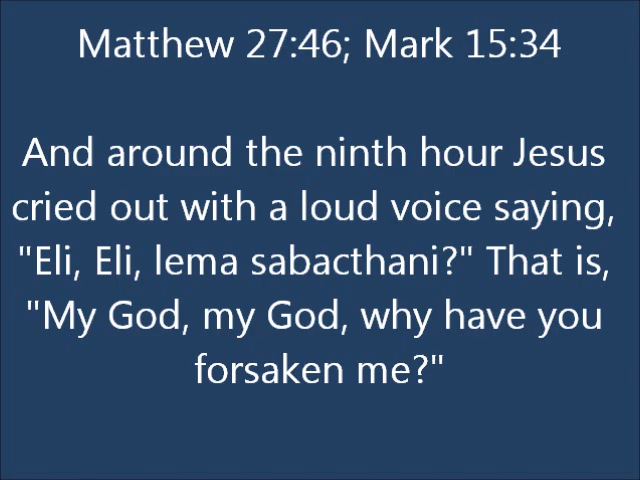 Matthew 27:46; Mark 15:34
And around the ninth hour Jesus
cried out with a loud voice saying,
"Eli, Eli, lema sabacthani?" That is,
"My God, my God, why have you
forsaken me?"